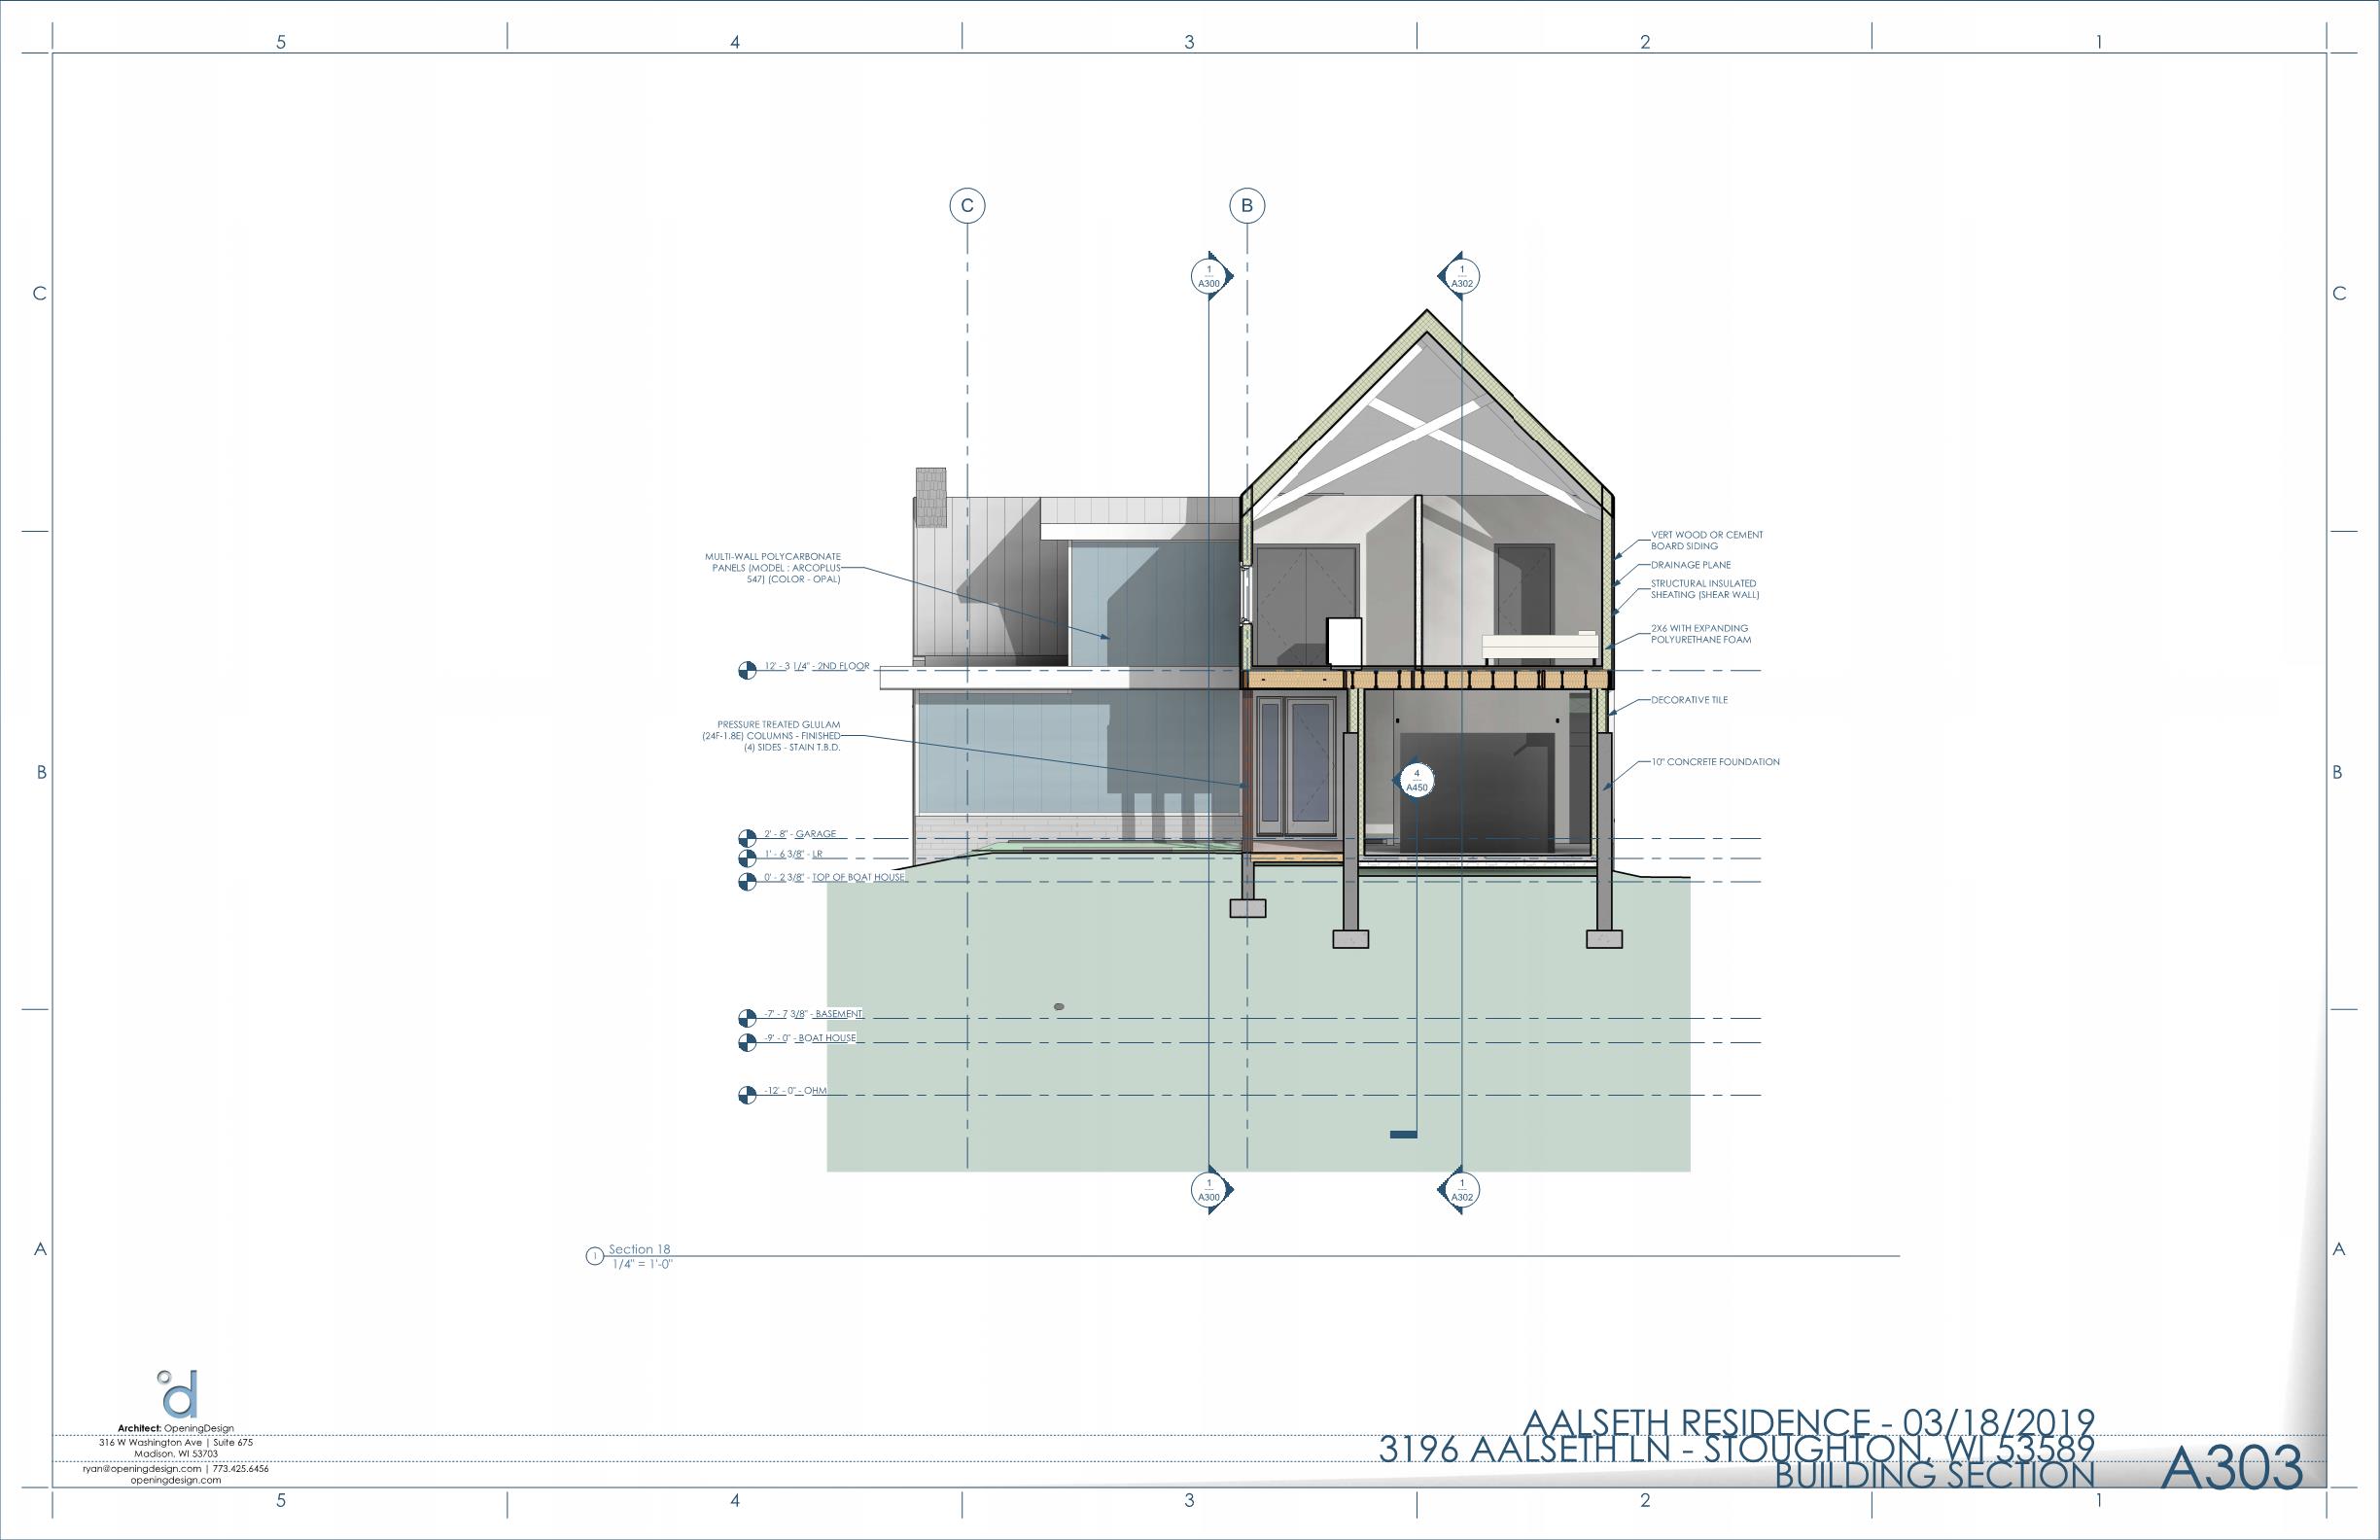 5
4
3
2
1
C
B
1
A300
1
A302
C
C
MULTI-WALL POLYCARBONATE
PANELS (MODEL : ARCOPLUS
547) (COLOR - OPAL)
VERT WOOD OR CEMENT
BOARD SIDING
DRAINAGE PLANE
STRUCTURAL INSULATED
SHEATING (SHEAR WALL)
2X6 WITH EXPANDING
POLYURETHANE FOAM
12' - 3 1/4" - 2ND FLOOR
DECORATIVE TILE
PRESSURE TREATED GLULAM
(24F-1.8E) COLUMNS - FINISHED
(4) SIDES - STAIN T.B.D.
10" CONCRETE FOUNDATION
B
B
4
A450
2' - 8" - GARAGE
1' - 6 3/8" - LR
0' - 2 3/8" - TOP OF BOAT HOUSE
-7' - 7 3/8" - BASEMENT
-9' - 0" - BOAT HOUSE
-12' - 0" - OHM
1
A300
1
A302
A
A
1
Section 18
1/4" = 1'-0"
d
Architect: OpeningDesign
316 W Washington Ave | Suite 675
Madison, WI 53703
ryan@openingdesign.com | 773.425.6456
openingdesign.com
AALSETH RESIDENCE - 03/18/2019
3196 AALSETH LN - STOUGHTON, WI 53589
BUILDING SECTION
A303
5
4
3
2
1